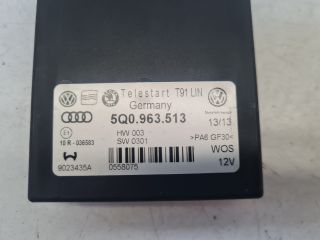 Telestart T91 LIN
Germany
5Q0.963.513
13/13
HW 003
SW 0301
>PA6 GF30<
E1
10 R - 036583
WOS
9023435A
0558075
12V